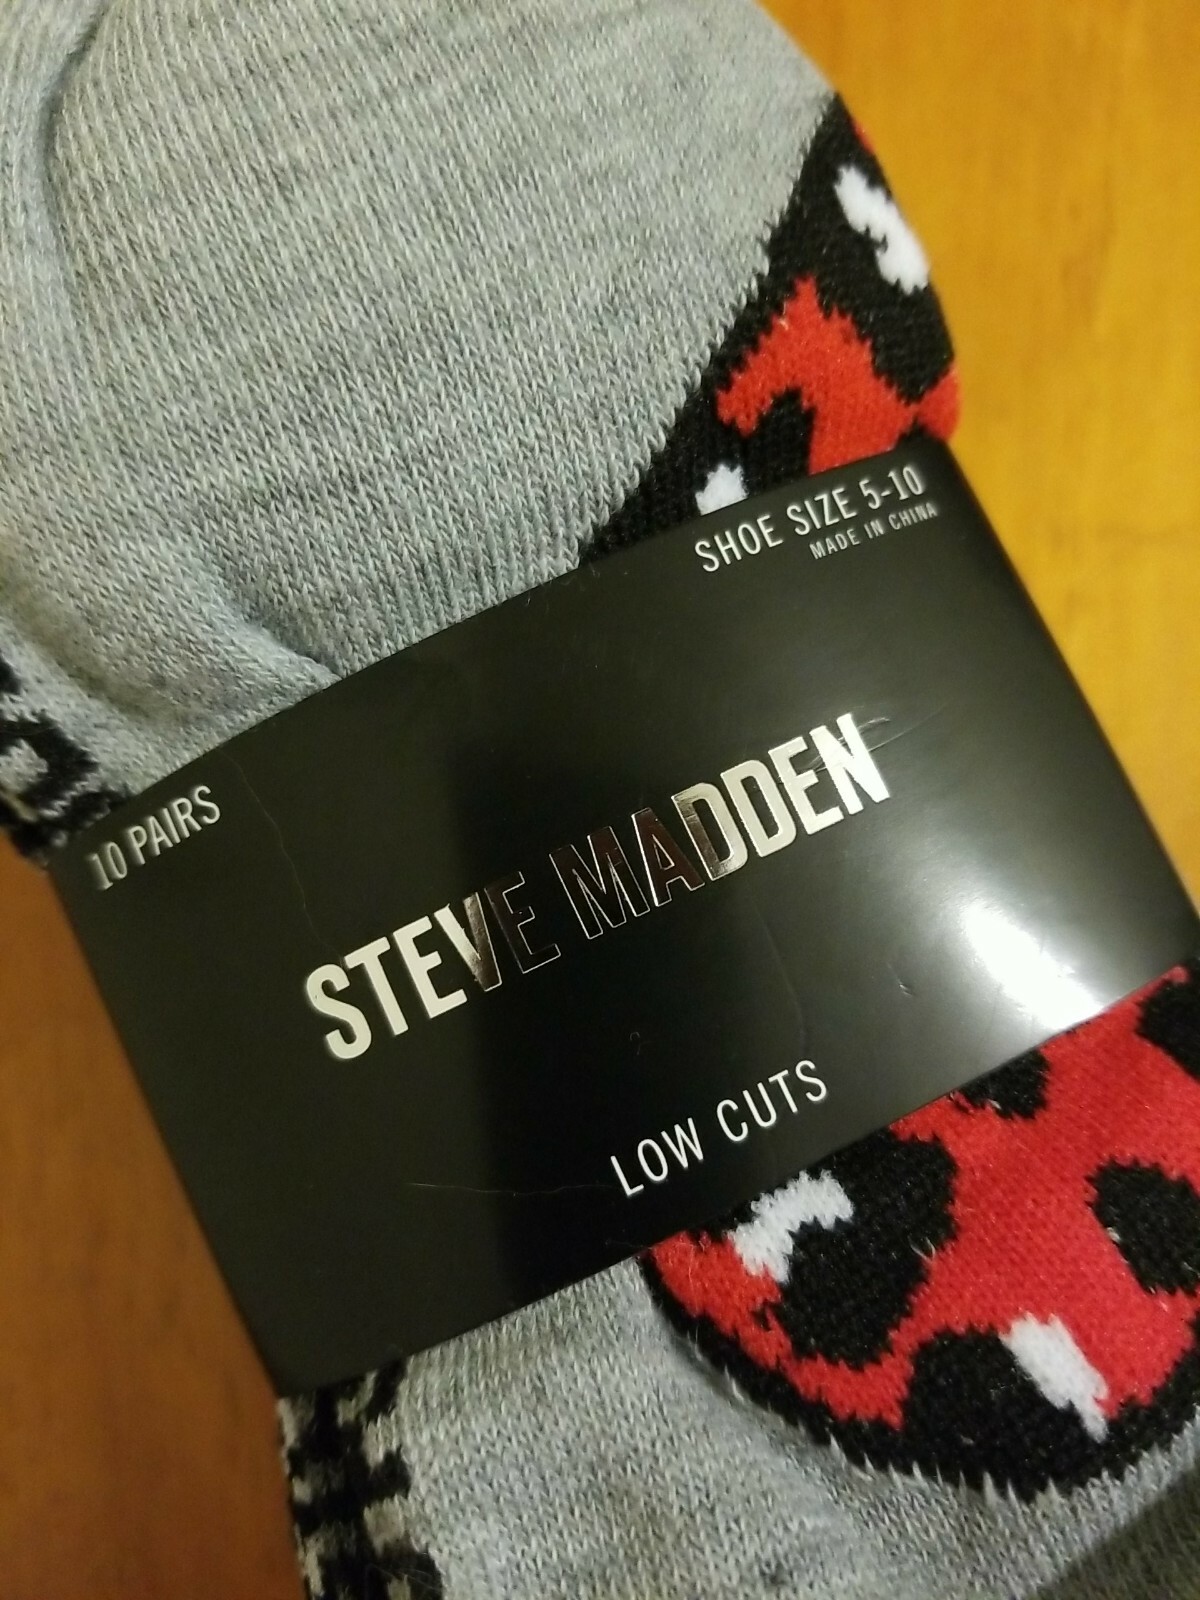 SHOE SIZE 5-10
MADE IN CHINA
10 PAIRS
STEVE MADDEN
LOW CUTS